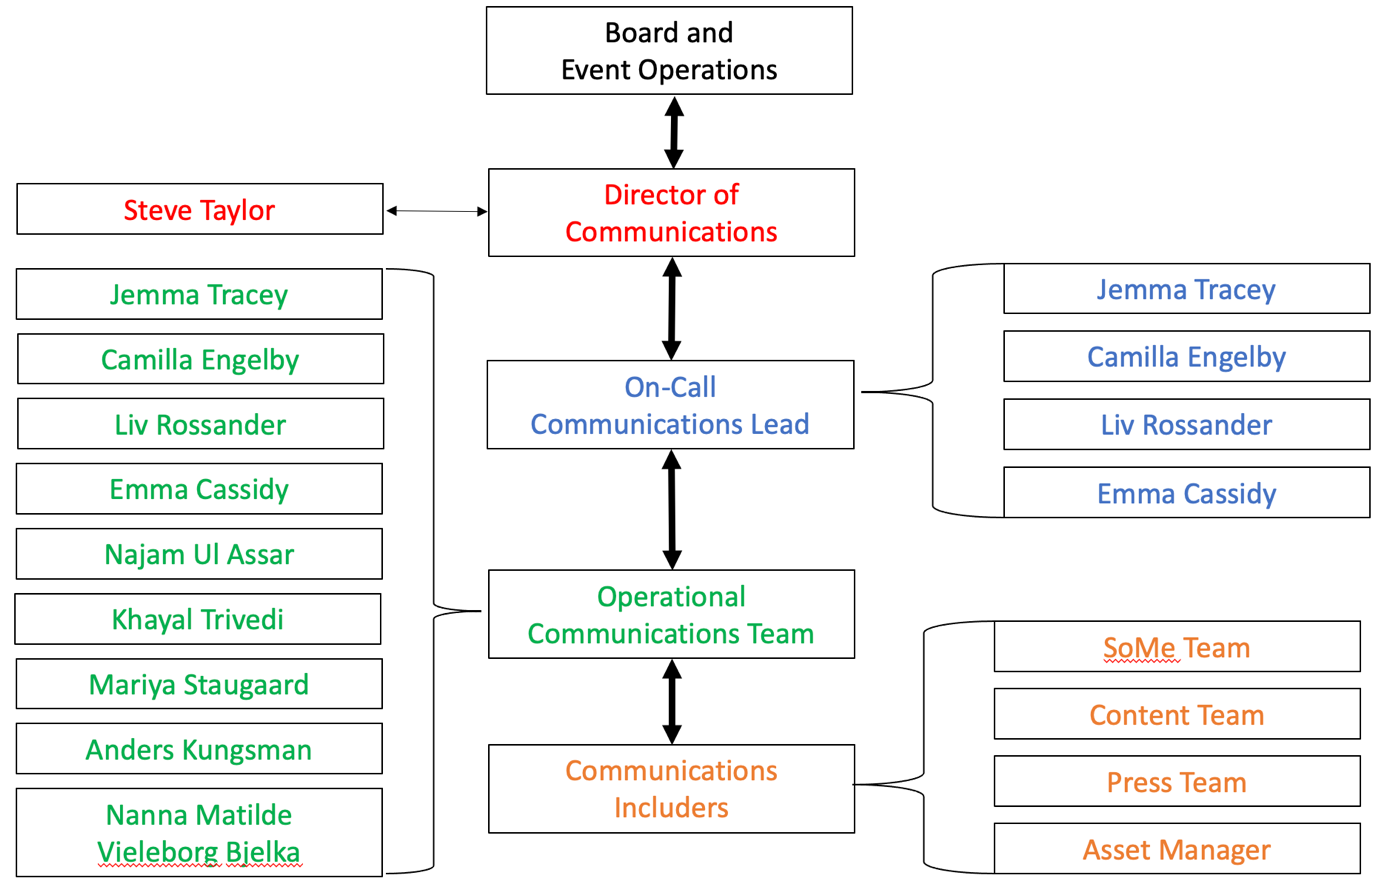 Board and
Event Operations
Steve Taylor
Director of
Communications
Jemma Tracey
Camilla Engelby
Liv Rossander
Emma Cassidy
Najam Ul Assar
Khayal Trivedi
Mariya Staugaard
Anders Kungsman
Nanna Matilde
Vieleborg Bjelka
On-Call
Communications Lead
Jemma Tracey
Camilla Engelby
Liv Rossander
Emma Cassidy
Operational
Communications Team
Communications
Includers
SoMe Team
Content Team
Press Team
Asset Manager